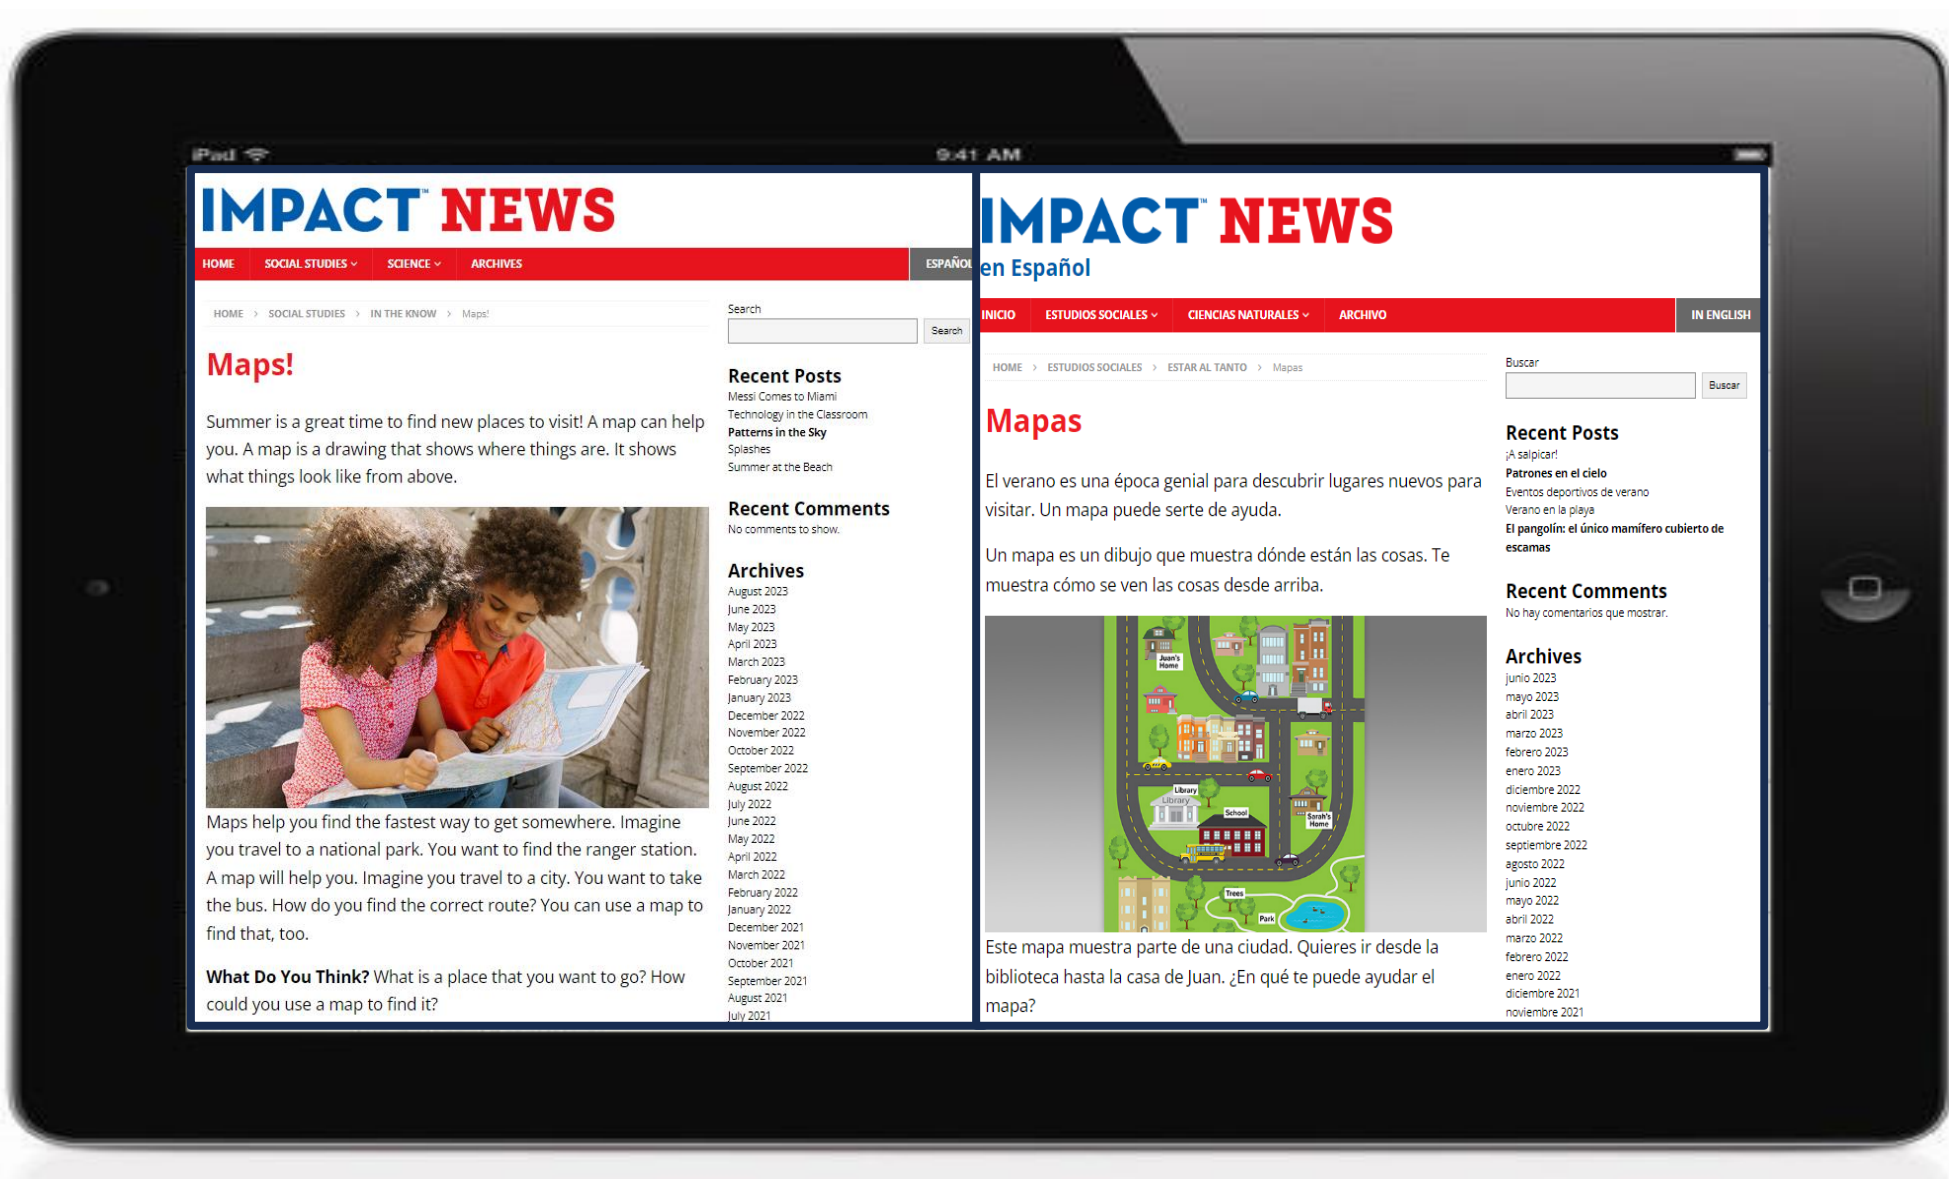 iPad
9:41 AM
IMPACT™ NEWS
HOME SOCIAL STUDIES SCIENCE ARCHIVES ESPAÑOL
HOME > SOCIAL STUDIES > IN THE KNOW > Maps!
Maps!
Summer is a great time to find new places to visit! A map can help
you. A map is a drawing that shows where things are. It shows
what things look like from above.
Maps help you find the fastest way to get somewhere. Imagine
you travel to a national park. You want to find the ranger station.
A map will help you. Imagine you travel to a city. You want to take
the bus. How do you find the correct route? You can use a map to
find that, too.
What Do You Think? What is a place that you want to go? How
could you use a map to find it?
Search
Search
Recent Posts
Messi Comes to Miami
Technology in the Classroom
Patterns in the Sky
Splashes
Summer at the Beach
Recent Comments
No comments to show.
Archives
August 2023
June 2023
May 2023
April 2023
March 2023
February 2023
January 2023
December 2022
November 2022
October 2022
September 2022
August 2022
July 2022
June 2022
May 2022
April 2022
March 2022
February 2022
January 2022
December 2021
November 2021
October 2021
September 2021
August 2021
July 2021
IMPACT™ NEWS
en Español
INICIO ESTUDIOS SOCIALES CIENCIAS NATURALES ARCHIVO IN ENGLISH
HOME > ESTUDIOS SOCIALES > ESTAR AL TANTO > Mapas
Mapas
El verano es una época genial para descubrir lugares nuevos para
visitar. Un mapa puede serte de ayuda.
Un mapa es un dibujo que muestra dónde están las cosas. Te
muestra cómo se ven las cosas desde arriba.
Juan's
Home
Library
Library
School
Sarah's
Home
Trees
Park
Este mapa muestra parte de una ciudad. Quieres ir desde la
biblioteca hasta la casa de Juan. ¿En qué te puede ayudar el
mapa?
Buscar
Buscar
Recent Posts
¡A salpicar!
Patrones en el cielo
Eventos deportivos de verano
Verano en la playa
El pangolín: el único mamífero cubierto de
escamas
Recent Comments
No hay comentarios que mostrar.
Archives
junio 2023
mayo 2023
abril 2023
marzo 2023
febrero 2023
enero 2023
diciembre 2022
noviembre 2022
octubre 2022
septiembre 2022
agosto 2022
junio 2022
mayo 2022
abril 2022
marzo 2022
febrero 2022
enero 2022
diciembre 2021
noviembre 2021